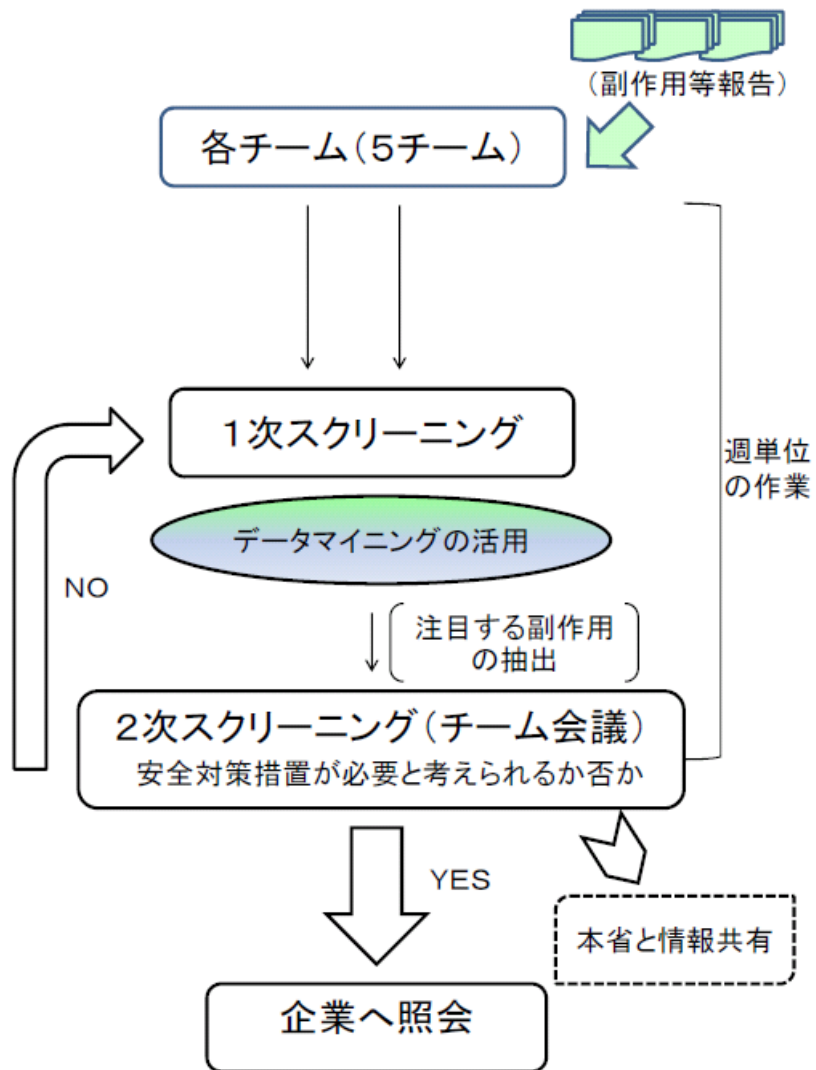 （副作用等報告）
各チーム（５チーム）
１次スクリーニング
週単位
の作業
データマイニングの活用
NO
注目する副作用
の抽出
２次スクリーニング（チーム会議）
安全対策措置が必要と考えられるか否か
YES
本省と情報共有
企業へ照会